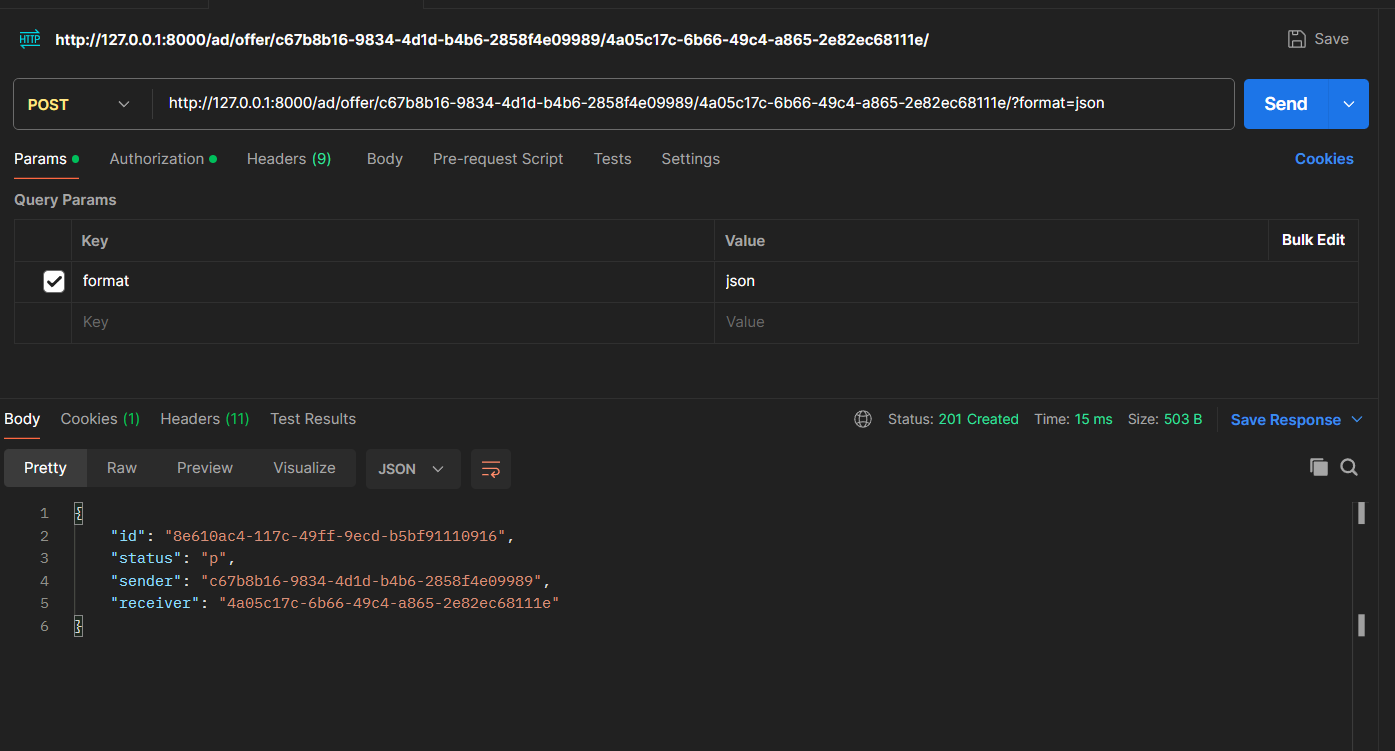 HTTP http://127.0.0.1:8000/ad/offer/c67b8b16-9834-4d1d-b4b6-2858f4e09989/4a05c17c-6b66-49c4-a865-2e82ec68111e/ Save
POST http://127.0.0.1:8000/ad/offer/c67b8b16-9834-4d1d-b4b6-2858f4e09989/4a05c17c-6b66-49c4-a865-2e82ec68111e/?format=json Send
Params Authorization Headers (9) Body Pre-request Script Tests Settings Cookies
Query Params
Key Value Bulk Edit
format json
Key Value
Body Cookies (1) Headers (11) Test Results Status: 201 Created Time: 15 ms Size: 503 B Save Response
Pretty Raw Preview Visualize JSON
1 {
2 "id": "8e610ac4-117c-49ff-9ecd-b5bf91110916",
3 "status": "p",
4 "sender": "c67b8b16-9834-4d1d-b4b6-2858f4e09989",
5 "receiver": "4a05c17c-6b66-49c4-a865-2e82ec68111e"
6 }